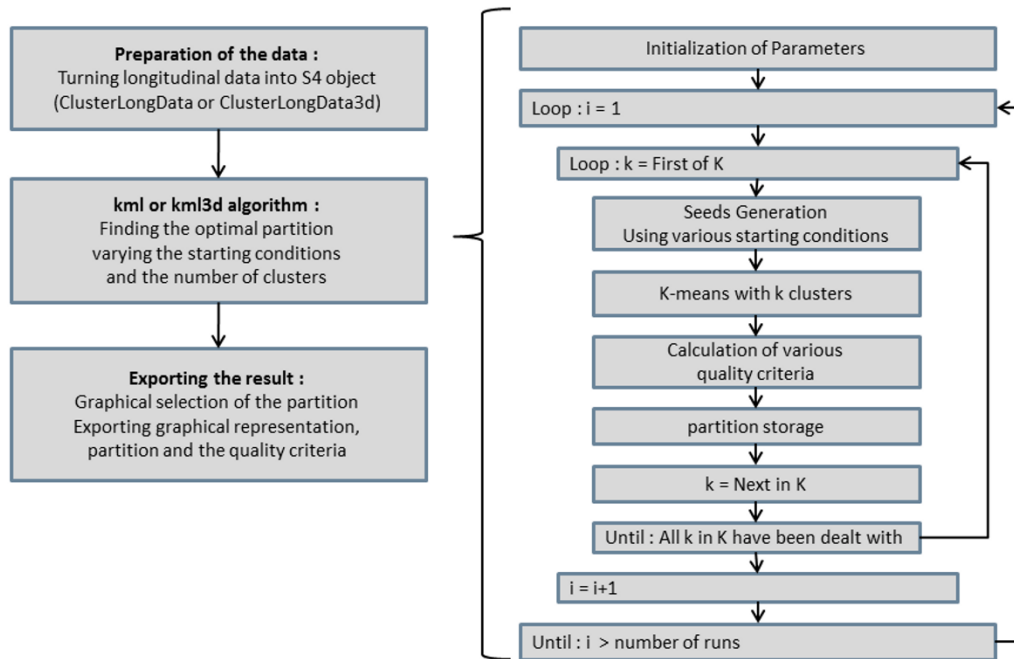 Preparation of the data :
Turning longitudinal data into S4 object
(ClusterLongData or ClusterLongData3d)
kml or kml3d algorithm :
Finding the optimal partition
varying the starting conditions
and the number of clusters
Exporting the result :
Graphical selection of the partition
Exporting graphical representation,
partition and the quality criteria
Initialization of Parameters
Loop : i = 1
Loop : k = First of K
Seeds Generation
Using various starting conditions
K-means with k clusters
Calculation of various
quality criteria
partition storage
k = Next in K
Until : All k in K have been dealt with
i = i+1
Until : i > number of runs